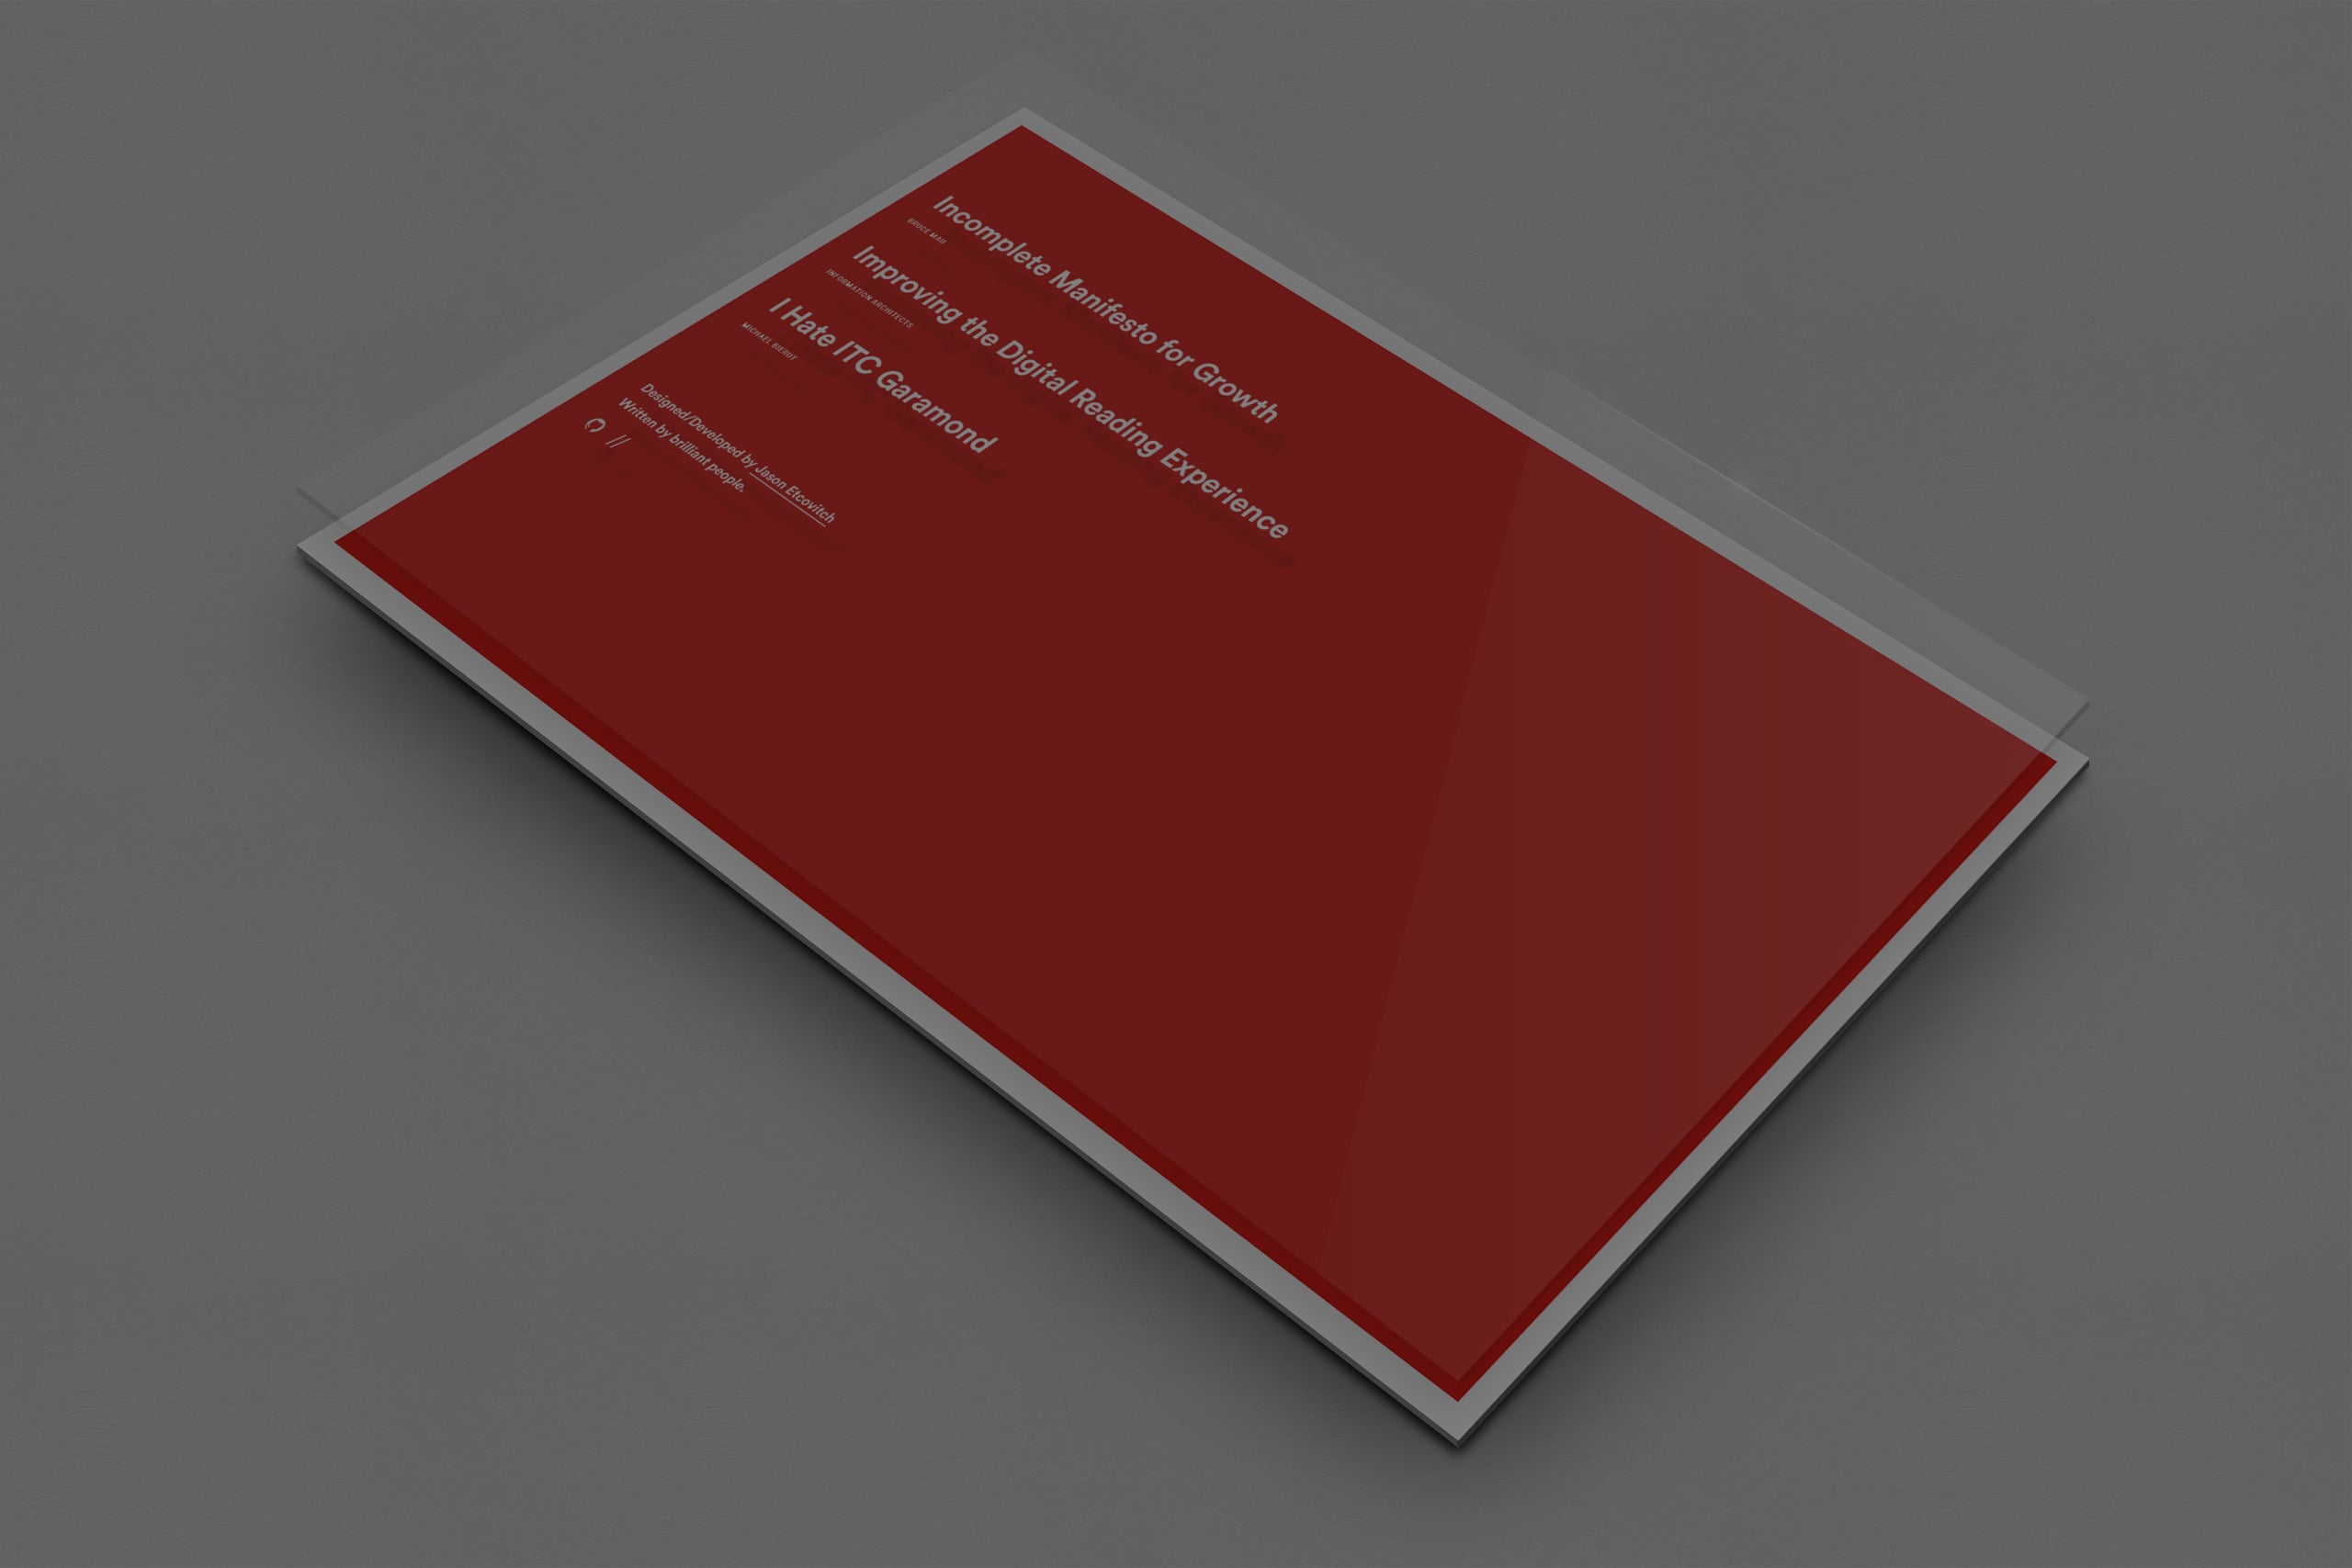 Incomplete Manifesto for Growth
BRUCE MAU
Improving the Digital Reading Experience
INFORMATION ARCHITECTS
I Hate ITC Garamond
MICHAEL BIERUT
Designed/Developed by Jason Etcovitch
Written by brilliant people.
//